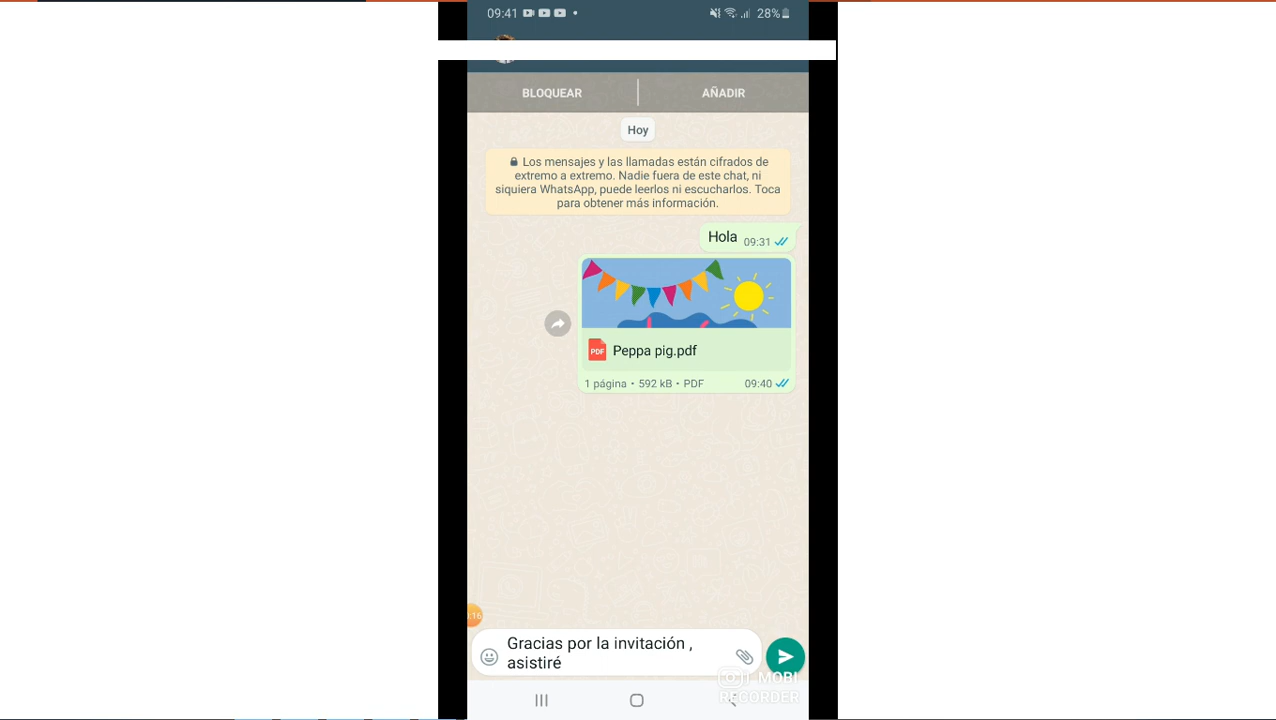 09:41
28%
BLOQUEAR
AÑADIR
Hoy
Los mensajes y las llamadas están cifrados de
extremo a extremo. Nadie fuera de este chat, ni
siquiera WhatsApp, puede leerlos ni escucharlos. Toca
para obtener más información.
Hola 09:31
PDF Peppa pig.pdf
1 página • 592 kB • PDF 09:40
:16
Gracias por la invitación ,
asistiré
MOBI
RECORDER